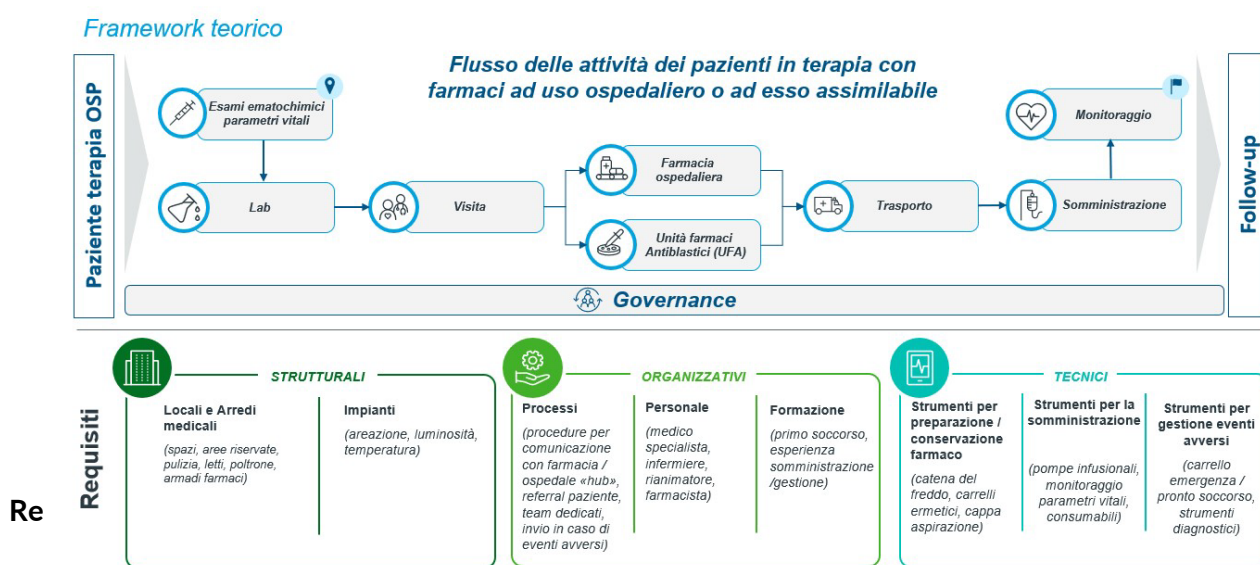 Framework teorico
Flusso delle attività dei pazienti in terapia con
farmaci ad uso ospedaliero o ad esso assimilabile
Paziente terapia OSP
Esami ematochimici
parametri vitali
Lab
Visita
Farmacia
ospedaliera
Unità farmaci
Antiblastici (UFA)
Trasporto
Monitoraggio
Somministrazione
Follow-up
Governance
Requisiti
STRUTTURALI
Locali e Arredi
medicali
(spazi, aree riservate,
pulizia, letti, poltrone,
armadi farmaci)
Impianti
(areazione, luminosità,
temperatura)
ORGANIZZATIVI
Processi
(procedure per
comunicazione
con farmacia /
ospedale «hub»,
referral paziente,
team dedicati,
invio in caso di
eventi avversi)
Personale
(medico
specialista,
infermiere,
rianimatore,
farmacista)
Formazione
(primo soccorso,
esperienza
somministrazione
/gestione)
TECNICI
Strumenti per
preparazione /
conservazione
farmaco
(catena del
freddo, carrelli
ermetici, cappa
aspirazione)
Strumenti per la
somministrazione
(pompe infusionali,
monitoraggio
parametri vitali,
consumabili)
Strumenti per
gestione eventi
avversi
(carrello
emergenza /
pronto soccorso,
strumenti
diagnostici)
Re